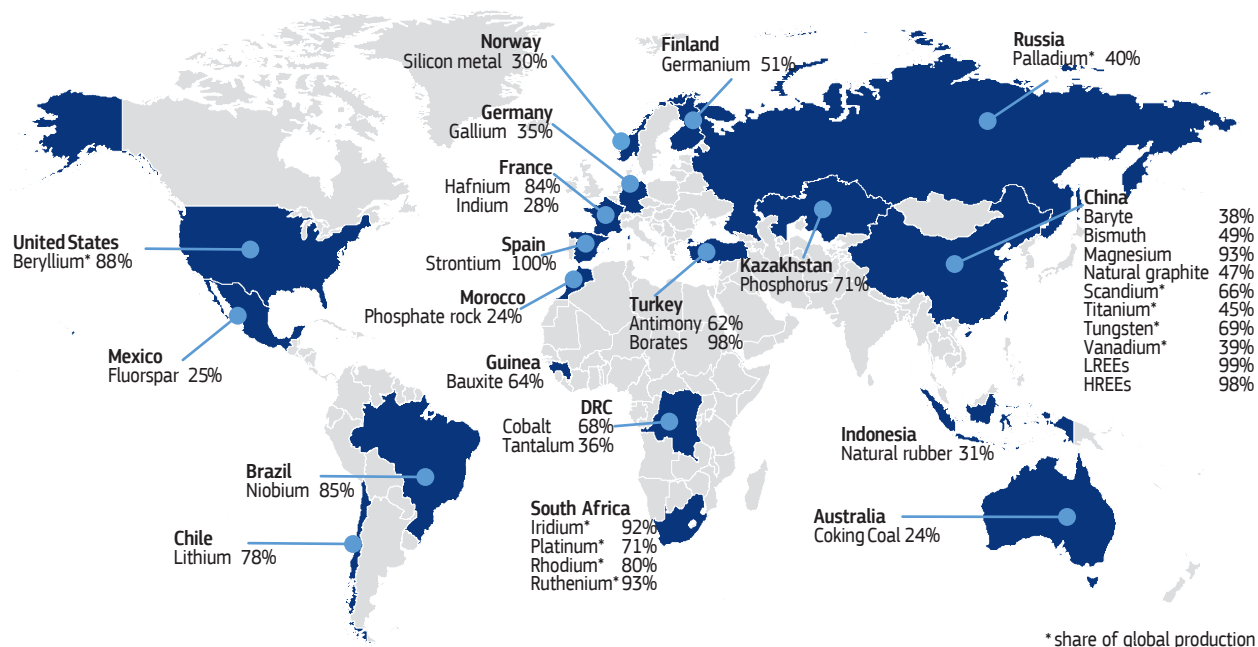 Norway
Silicon metal 30%
Finland
Germanium 51%
Russia
Palladium* 40%
Germany
Gallium 35%
France
Hafnium 84%
Indium 28%
United States
Beryllium* 88%
Spain
Strontium 100%
Morocco
Phosphate rock 24%
Kazakhstan
Phosphorus 71%
China
Baryte 38%
Bismuth 49%
Magnesium 93%
Natural graphite 47%
Scandium* 66%
Titanium* 45%
Tungsten* 69%
Vanadium* 39%
LREEs 99%
HREEs 98%
Turkey
Antimony 62%
Borates 98%
Mexico
Fluorspar 25%
Guinea
Bauxite 64%
DRC
Cobalt 68%
Tantalum 36%
Indonesia
Natural rubber 31%
Brazil
Niobium 85%
Chile
Lithium 78%
South Africa
Iridium* 92%
Platinum* 71%
Rhodium* 80%
Ruthenium* 93%
Australia
Coking Coal 24%
* share of global production